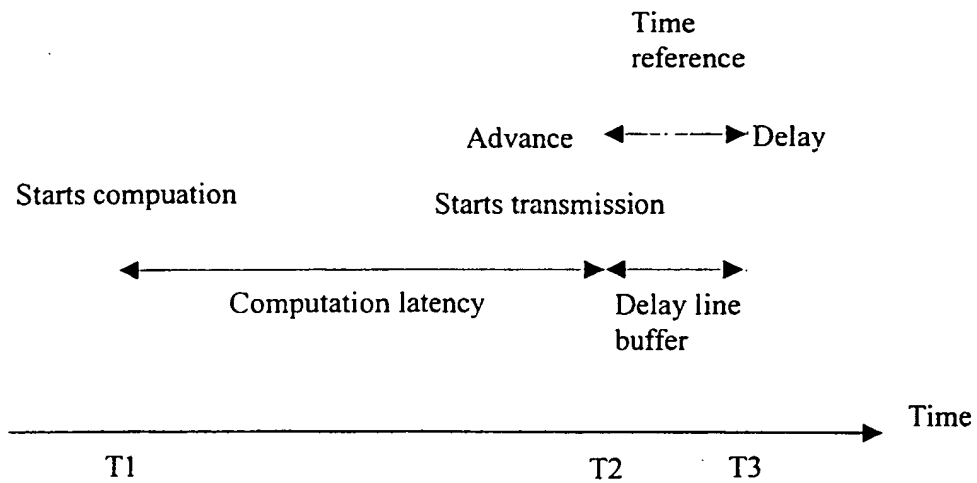 Time
reference
Advance
Delay
Starts compuation
Starts transmission
Computation latency
Delay line
buffer
Time
T1
T2
T3